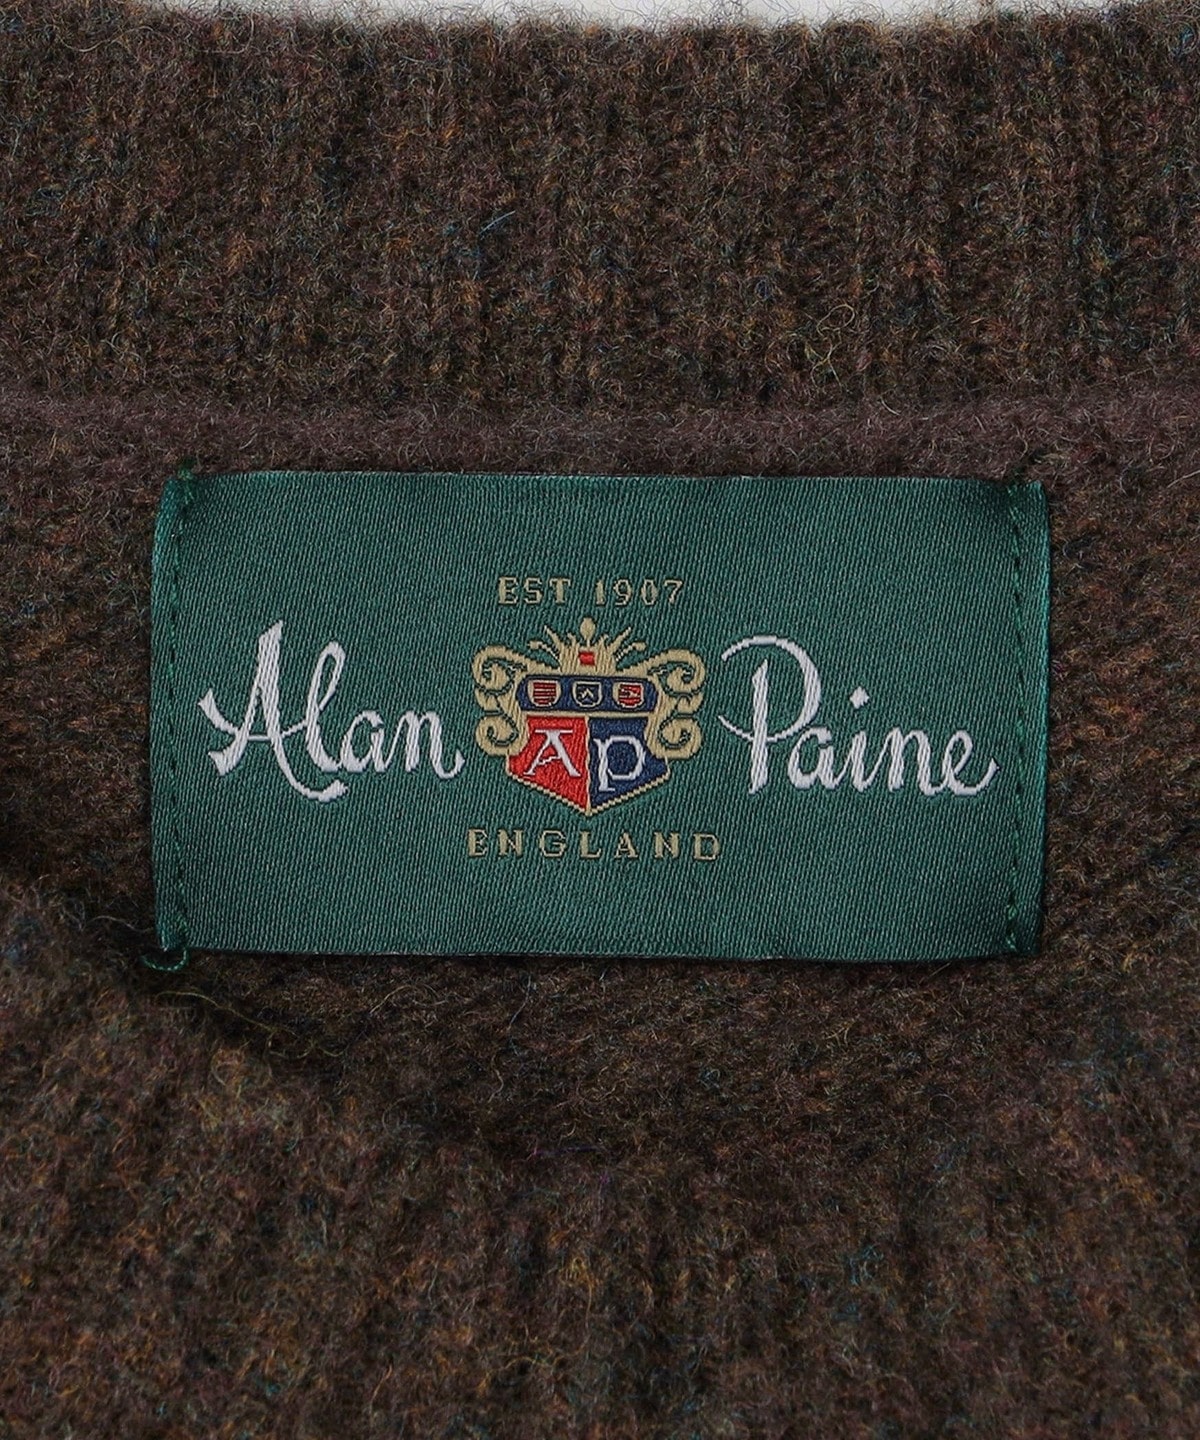 EST 1907
Alan AP Paine
ENGLAND